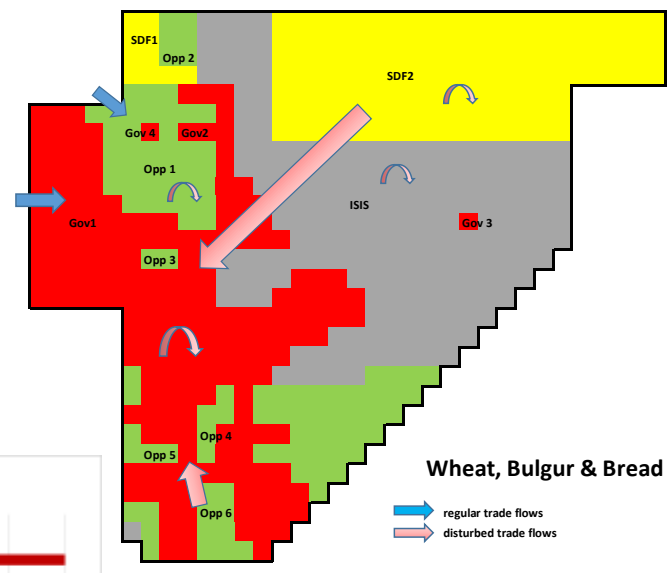 SDF1
Opp 2
SDF2
Gov 4
Gov2
Opp 1
ISIS
Gov1
Gov 3
Opp 3
Opp 4
Opp 5
Opp 6
Wheat, Bulgur & Bread
regular trade flows
disturbed trade flows